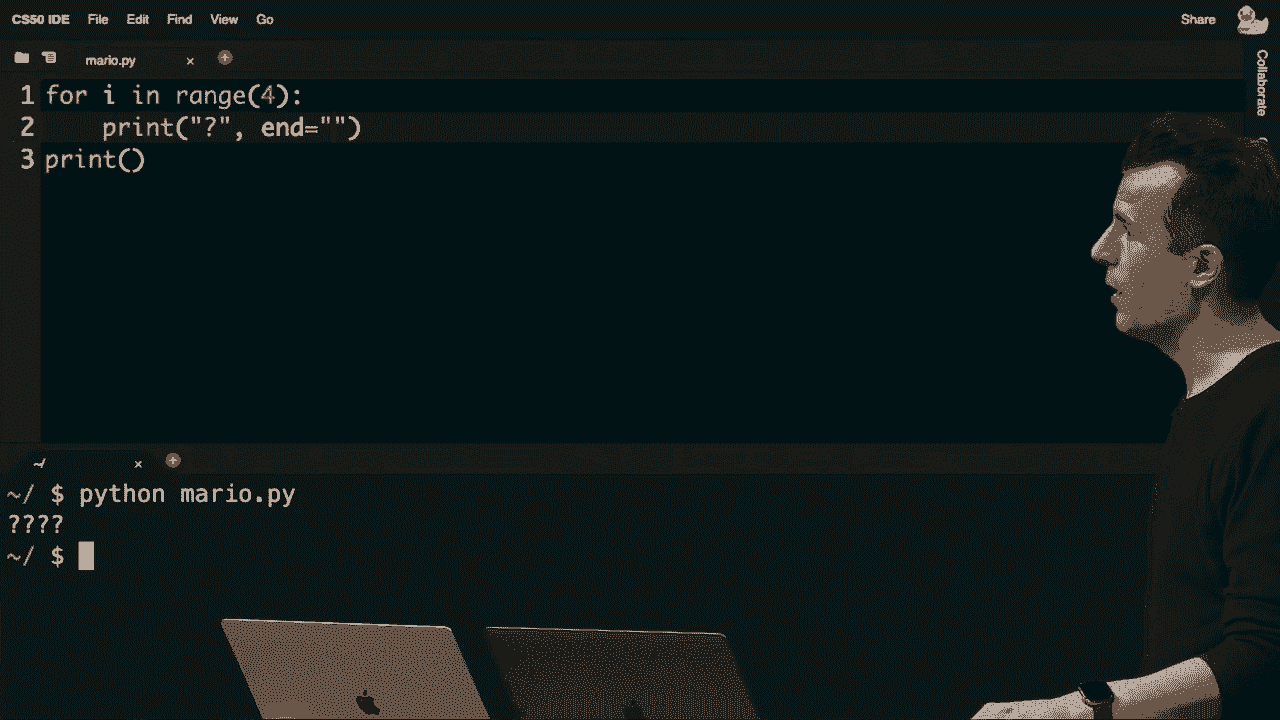 CS50 IDE File Edit Find View Go Share
mario.py × +
Collaborate
1 for i in range(4):
2     print("?", end="")
3 print()
~/ × +
~/ $ python mario.py
????
~/ $